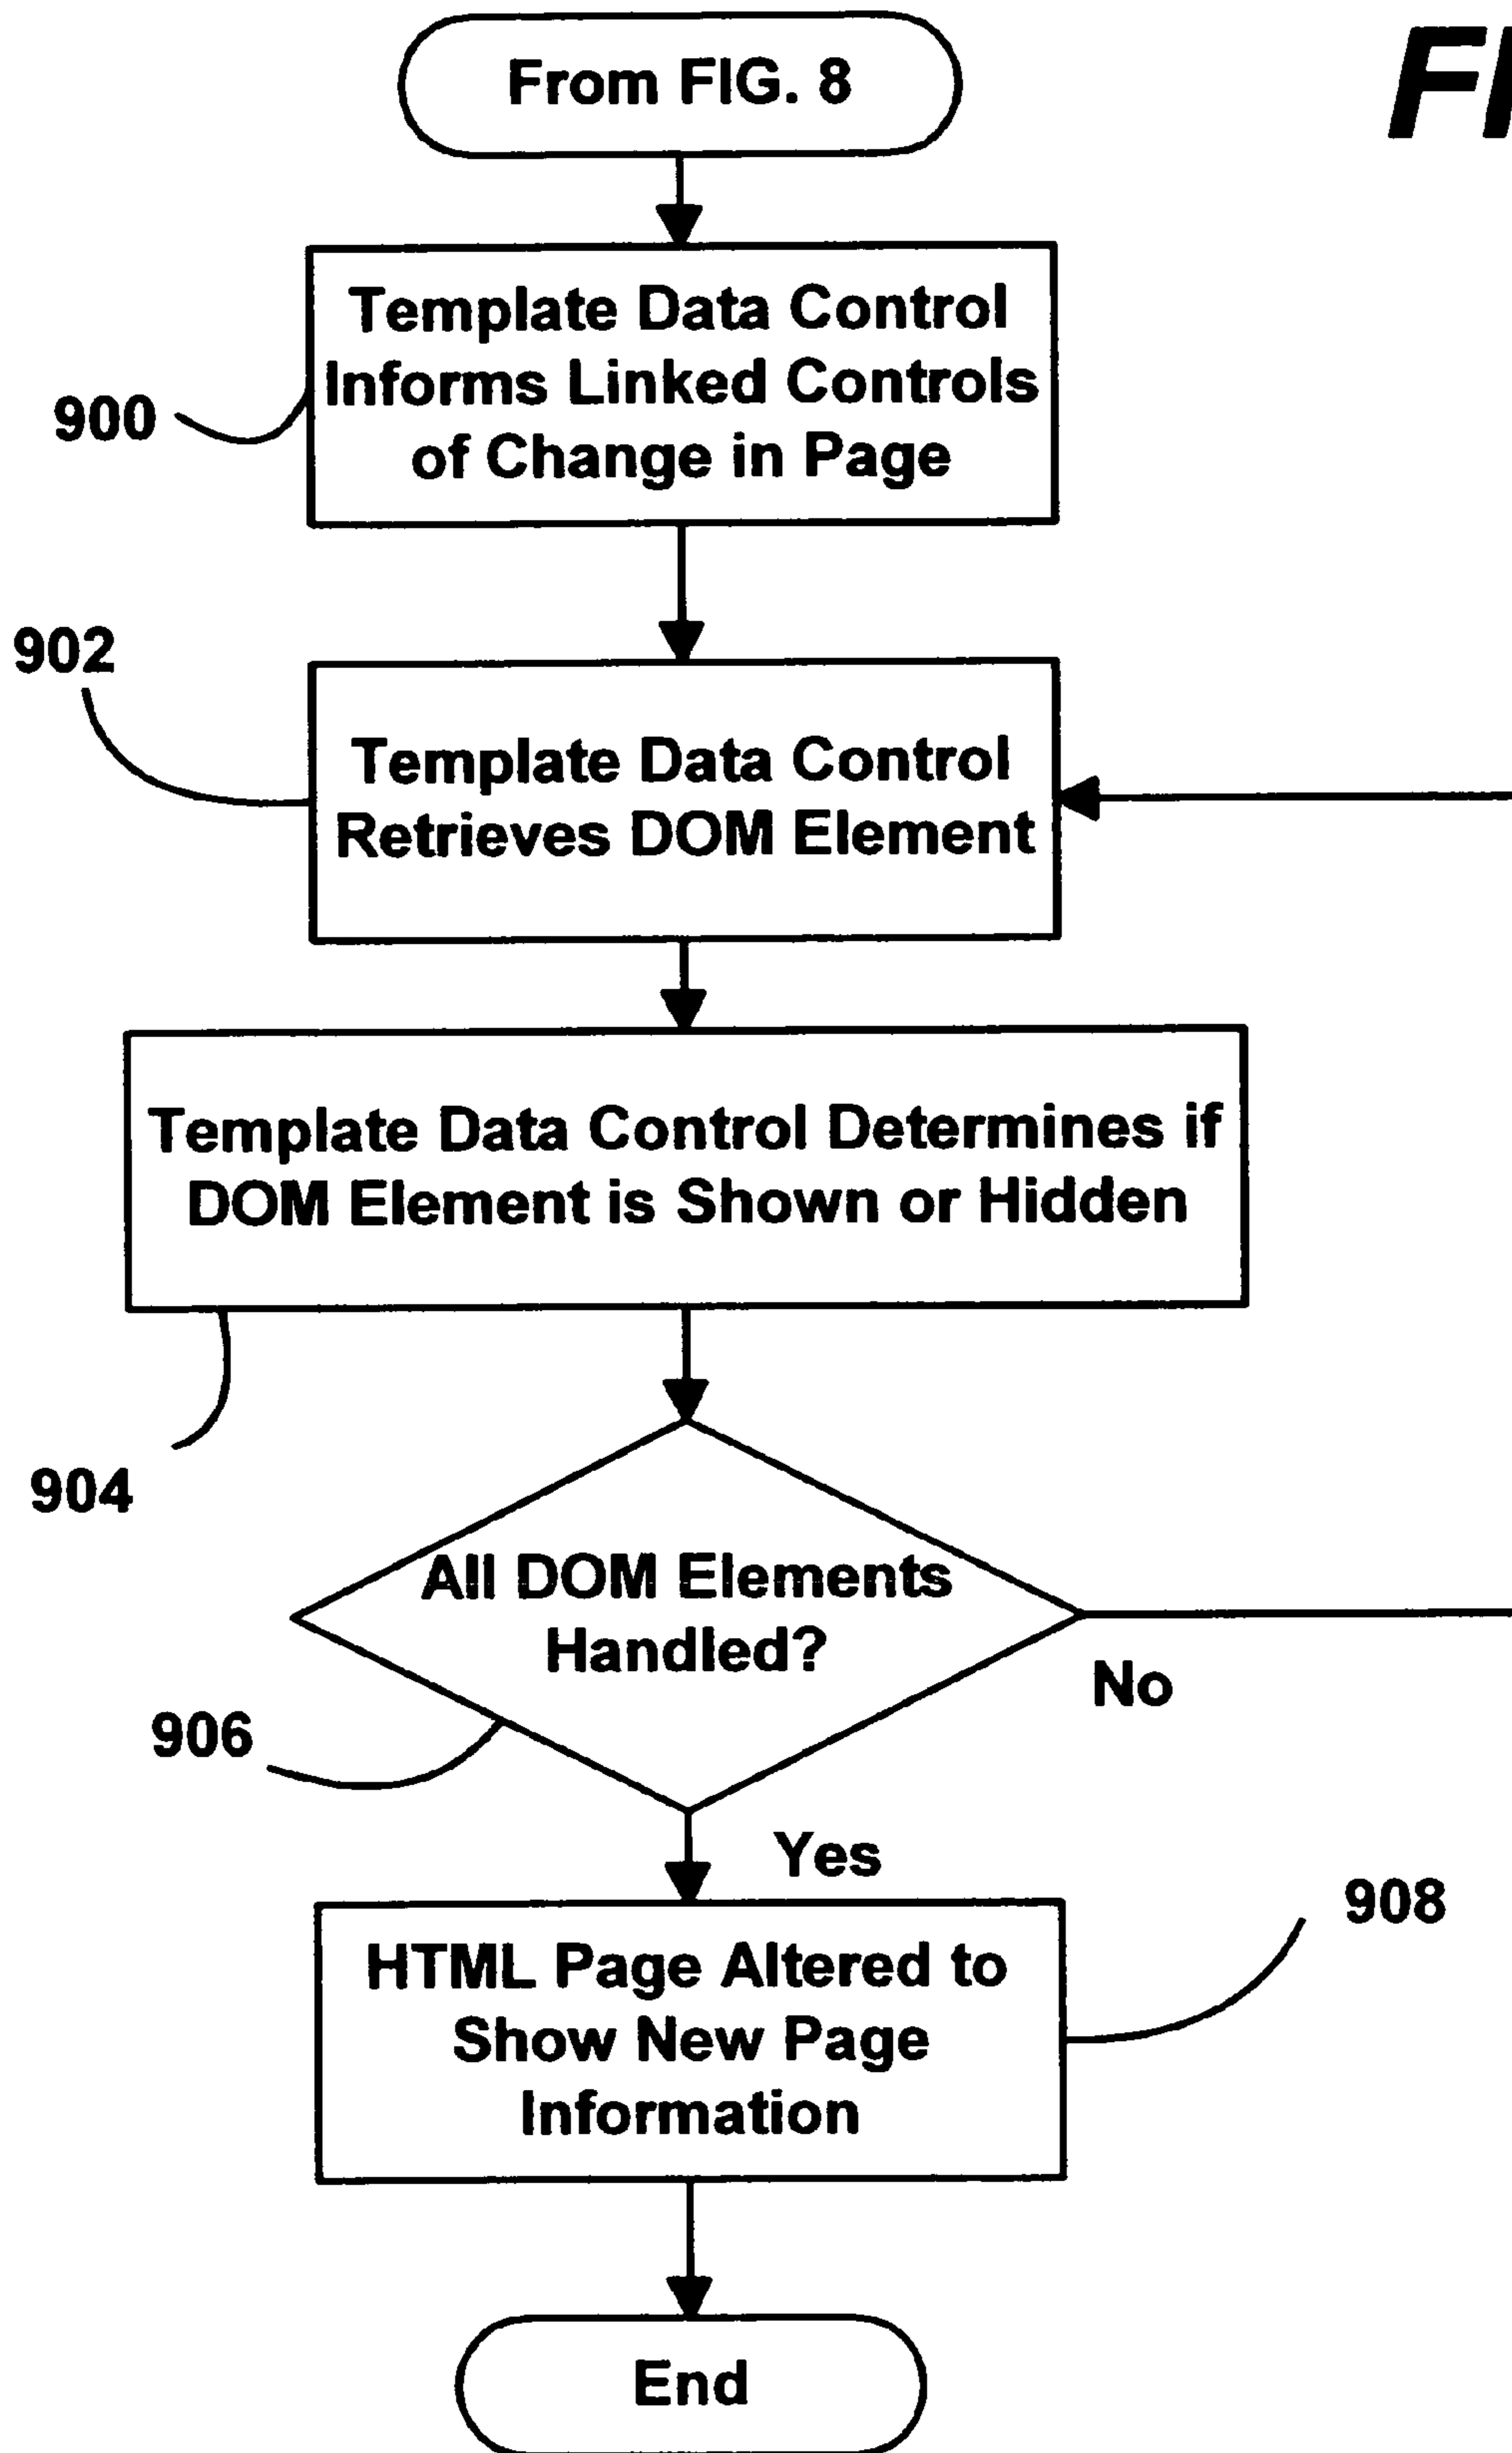 From FIG. 8
Template Data Control
Informs Linked Controls
of Change in Page
900
902
Template Data Control
Retrieves DOM Element
Template Data Control Determines if
DOM Element is Shown or Hidden
904
All DOM Elements
Handled?
No
906
Yes
908
HTML Page Altered to
Show New Page
Information
End